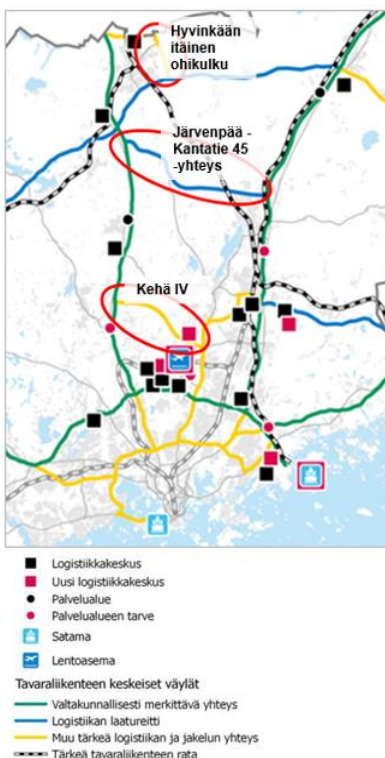 Hyvinkään
itäinen
ohikulku
Järvenpää -
Kantatie 45
-yhteys
Kehä IV
Logistiikkakeskus
Uusi logistiikkakeskus
Palvelualue
Palvelualueen tarve
Satama
Lentoasema
Tavaraliikenteen keskeiset väylät
Valtakunnallisesti merkittävä yhteys
Logistiikan laatureitti
Muu tärkeä logistiikan ja jakelun yhteys
Tärkeä tavaraliikenteen rata